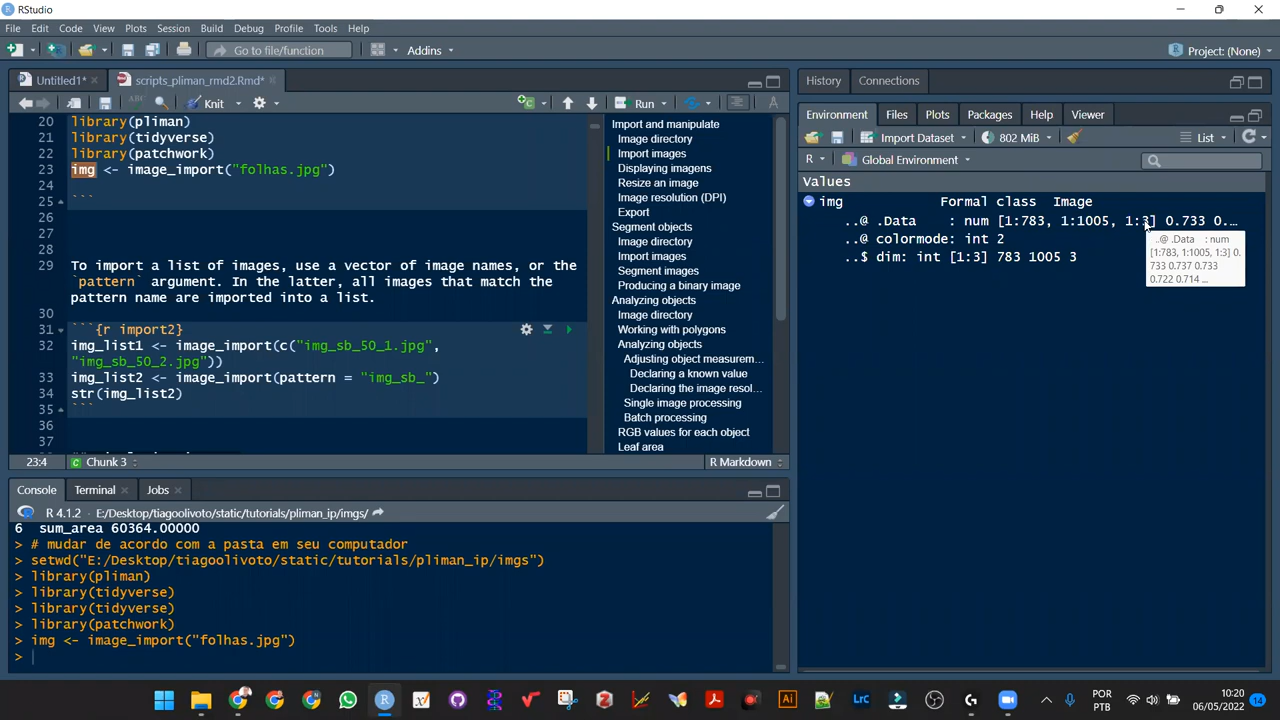 RStudio
File Edit Code View Plots Session Build Debug Profile Tools Help
Go to file/function Addins Project: (None)
Untitled1* scripts_pliman_rmd2.Rmd*
Knit Run
20 library(pliman)
21 library(tidyverse)
22 library(patchwork)
23 img <- image_import("folhas.jpg")
24
25 ```
26
27
28
29 To import a list of images, use a vector of image names, or the
`pattern` argument. In the latter, all images that match the
pattern name are imported into a list.
30
31 ```{r import2}
32 img_list1 <- image_import(c("img_sb_50_1.jpg",
"img_sb_50_2.jpg"))
33 img_list2 <- image_import(pattern = "img_sb_")
34 str(img_list2)
35 ```
36
37
23:4 Chunk 3 R Markdown
Import and manipulate
Image directory
Import images
Displaying imagens
Resize an image
Image resolution (DPI)
Export
Segment objects
Image directory
Import images
Segment images
Producing a binary image
Analyzing objects
Image directory
Working with polygons
Analyzing objects
Adjusting object measurem...
Declaring a known value
Declaring the image resol...
Single image processing
Batch processing
RGB values for each object
Leaf area
Console Terminal Jobs
R 4.1.2 · E:/Desktop/tiagoolivoto/static/tutorials/pliman_ip/imgs/
6 sum_area 60364.00000
> # mudar de acordo com a pasta em seu computador
> setwd("E:/Desktop/tiagoolivoto/static/tutorials/pliman_ip/imgs")
> library(pliman)
> library(tidyverse)
> library(tidyverse)
> library(patchwork)
> img <- image_import("folhas.jpg")
>
History Connections
Environment Files Plots Packages Help Viewer
Import Dataset 802 MiB List
R Global Environment
Values
img Formal class Image
..@ .Data : num [1:783, 1:1005, 1:3] 0.733 0.…
..@ colormode: int 2
..$ dim: int [1:3] 783 1005 3
..@ .Data : num
[1:783, 1:1005, 1:3] 0.
733 0.737 0.733
0.722 0.714 ...
ABC
R
Ai
LrC
POR
PTB
10:20
06/05/2022